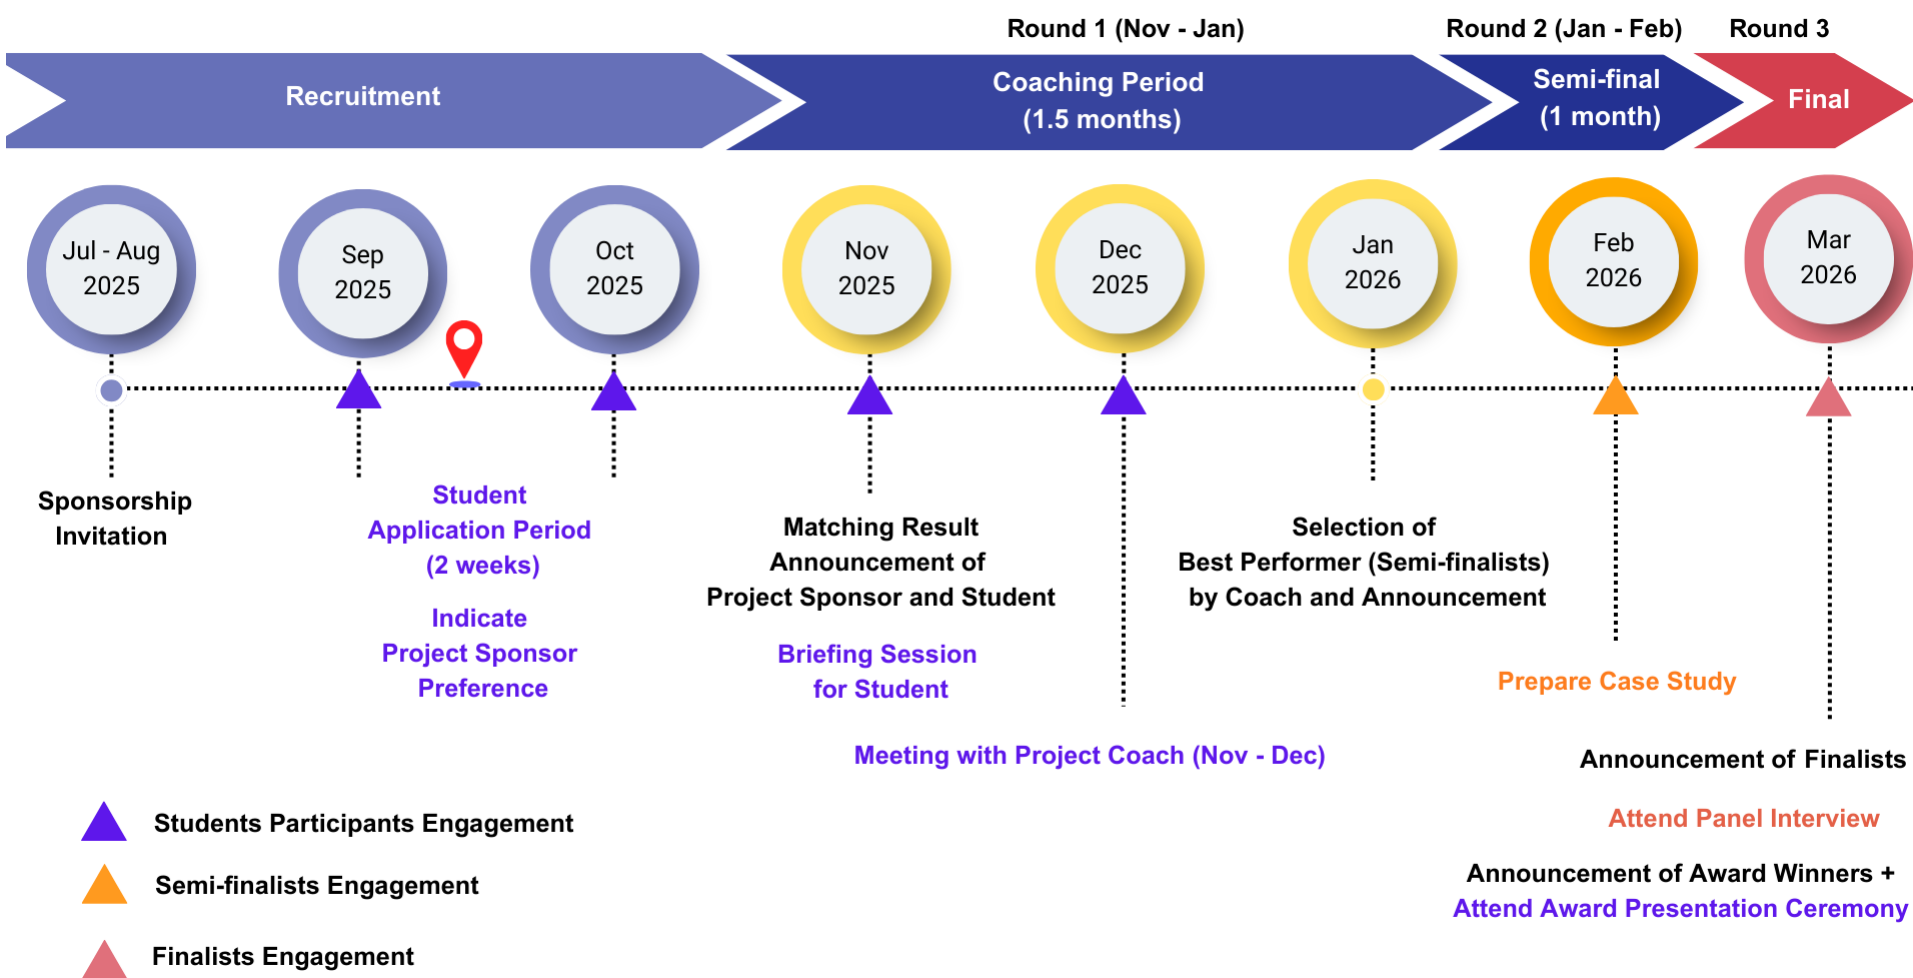 Round 1 (Nov - Jan)
Round 2 (Jan - Feb)
Round 3
Recruitment
Coaching Period
(1.5 months)
Semi-final
(1 month)
Final
Jul - Aug
2025
Sep
2025
Oct
2025
Nov
2025
Dec
2025
Jan
2026
Feb
2026
Mar
2026
Sponsorship
Invitation
Student
Application Period
(2 weeks)
Indicate
Project Sponsor
Preference
Matching Result
Announcement of
Project Sponsor and Student
Briefing Session
for Student
Meeting with Project Coach (Nov - Dec)
Selection of
Best Performer (Semi-finalists)
by Coach and Announcement
Prepare Case Study
Announcement of Finalists
Attend Panel Interview
Announcement of Award Winners +
Attend Award Presentation Ceremony
Students Participants Engagement
Semi-finalists Engagement
Finalists Engagement